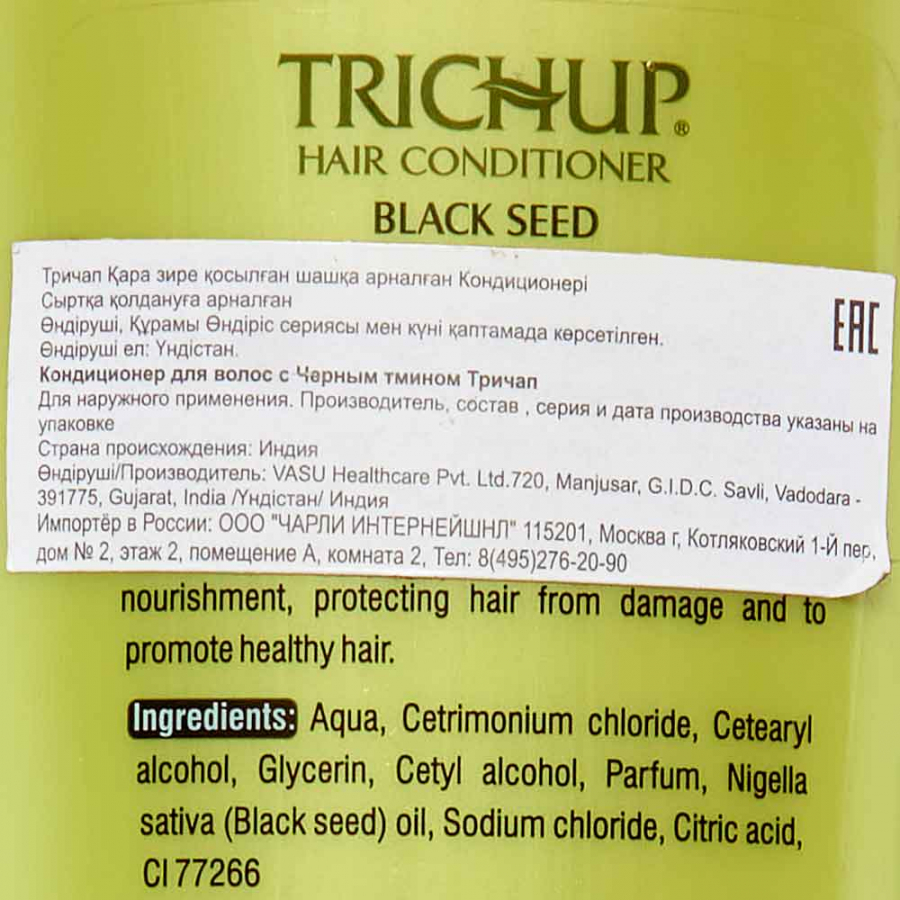 TRICHUP®
HAIR CONDITIONER
BLACK SEED
Тричап Қара зире қосылған шашқа арналған Кондиционері
Сыртқа қолдануға арналған
Өндіруші, Құрамы Өндіріс сериясы мен күні қаптамада көрсетілген.
Өндіруші ел: Үндістан.
EAC
Кондиционер для волос с Черным тмином Тричап
Для наружного применения. Производитель, состав , серия и дата производства указаны на
упаковке
Страна происхождения: Индия
Өндіруші/Производитель: VASU Healthcare Pvt. Ltd.720, Manjusar, G.I.D.C. Savli, Vadodara -
391775, Gujarat, India /Үндістан/ Индия
Импортёр в России: ООО "ЧАРЛИ ИНТЕРНЕЙШНЛ" 115201, Москва г, Котляковский 1-Й пер,
дом № 2, этаж 2, помещение А, комната 2, Тел: 8(495)276-20-90
nourishment, protecting hair from damage and to
promote healthy hair.
Ingredients: Aqua, Cetrimonium chloride, Cetearyl
alcohol, Glycerin, Cetyl alcohol, Parfum, Nigella
sativa (Black seed) oil, Sodium chloride, Citric acid,
CI 77266